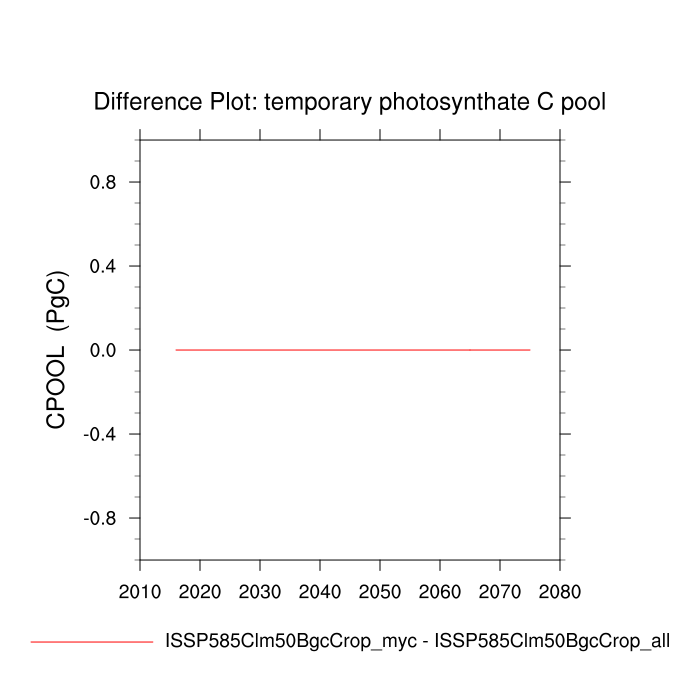 Difference Plot: temporary photosynthate C pool
CPOOL (PgC)
0.8
0.4
0.0
-0.4
-0.8
2010 2020 2030 2040 2050 2060 2070 2080
ISSP585Clm50BgcCrop_myc - ISSP585Clm50BgcCrop_all